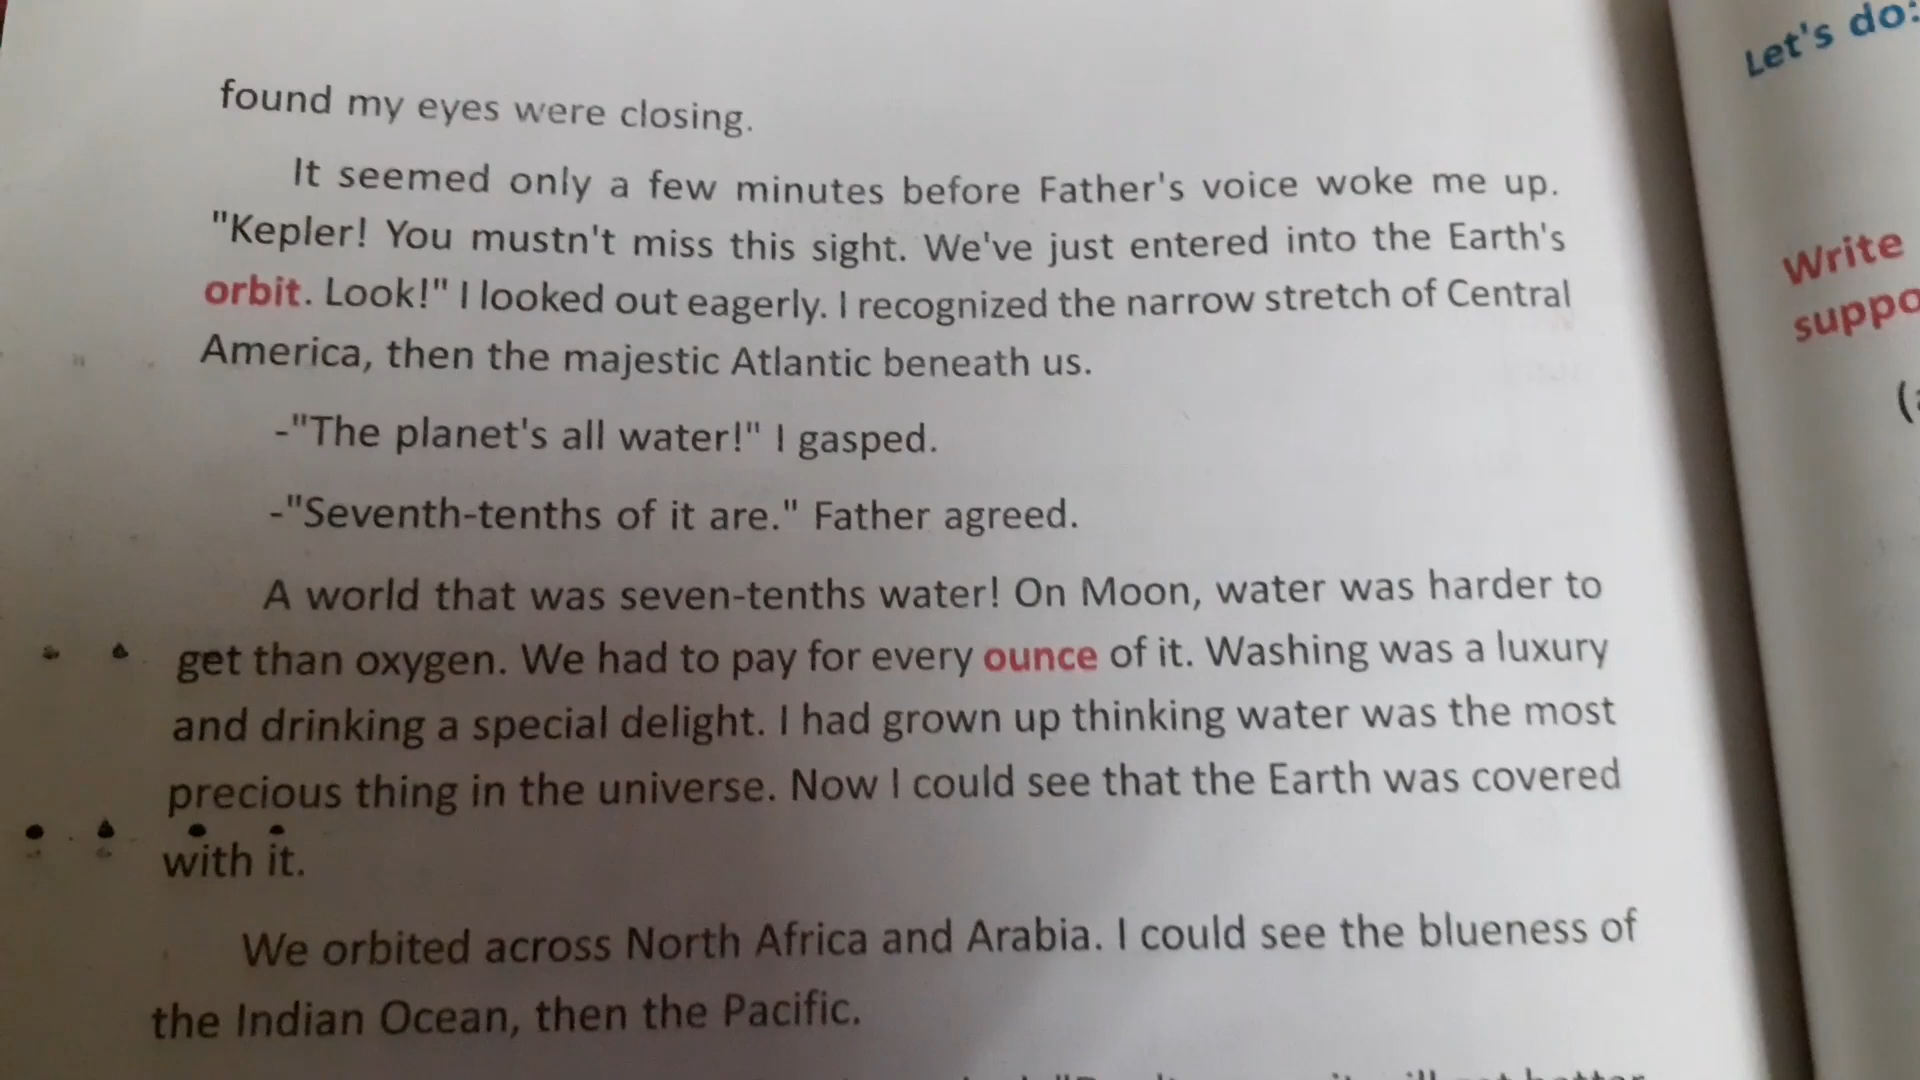 found my eyes were closing.
It seemed only a few minutes before Father's voice woke me up.
"Kepler! You mustn't miss this sight. We've just entered into the Earth's
orbit. Look!" I looked out eagerly. I recognized the narrow stretch of Central
America, then the majestic Atlantic beneath us.
-"The planet's all water!" I gasped.
-"Seventh-tenths of it are." Father agreed.
A world that was seven-tenths water! On Moon, water was harder to
get than oxygen. We had to pay for every ounce of it. Washing was a luxury
and drinking a special delight. I had grown up thinking water was the most
precious thing in the universe. Now I could see that the Earth was covered
with it.
We orbited across North Africa and Arabia. I could see the blueness of
the Indian Ocean, then the Pacific.
Let's do:
Write